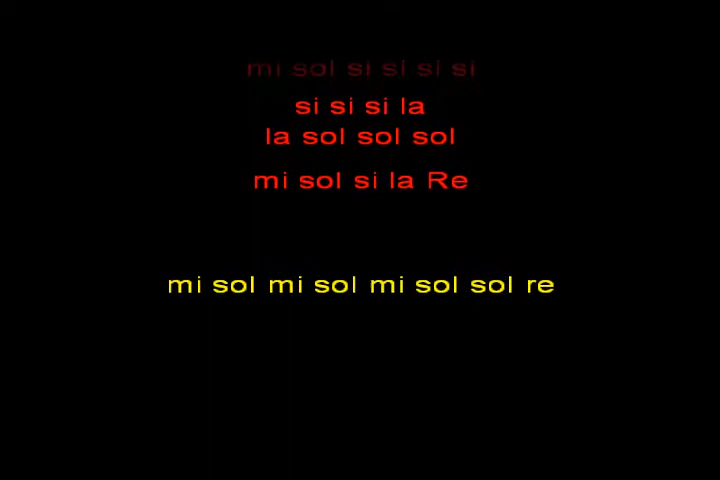 mi sol si si si si
si si si la
la sol sol sol
mi sol si la Re
mi sol mi sol mi sol sol re